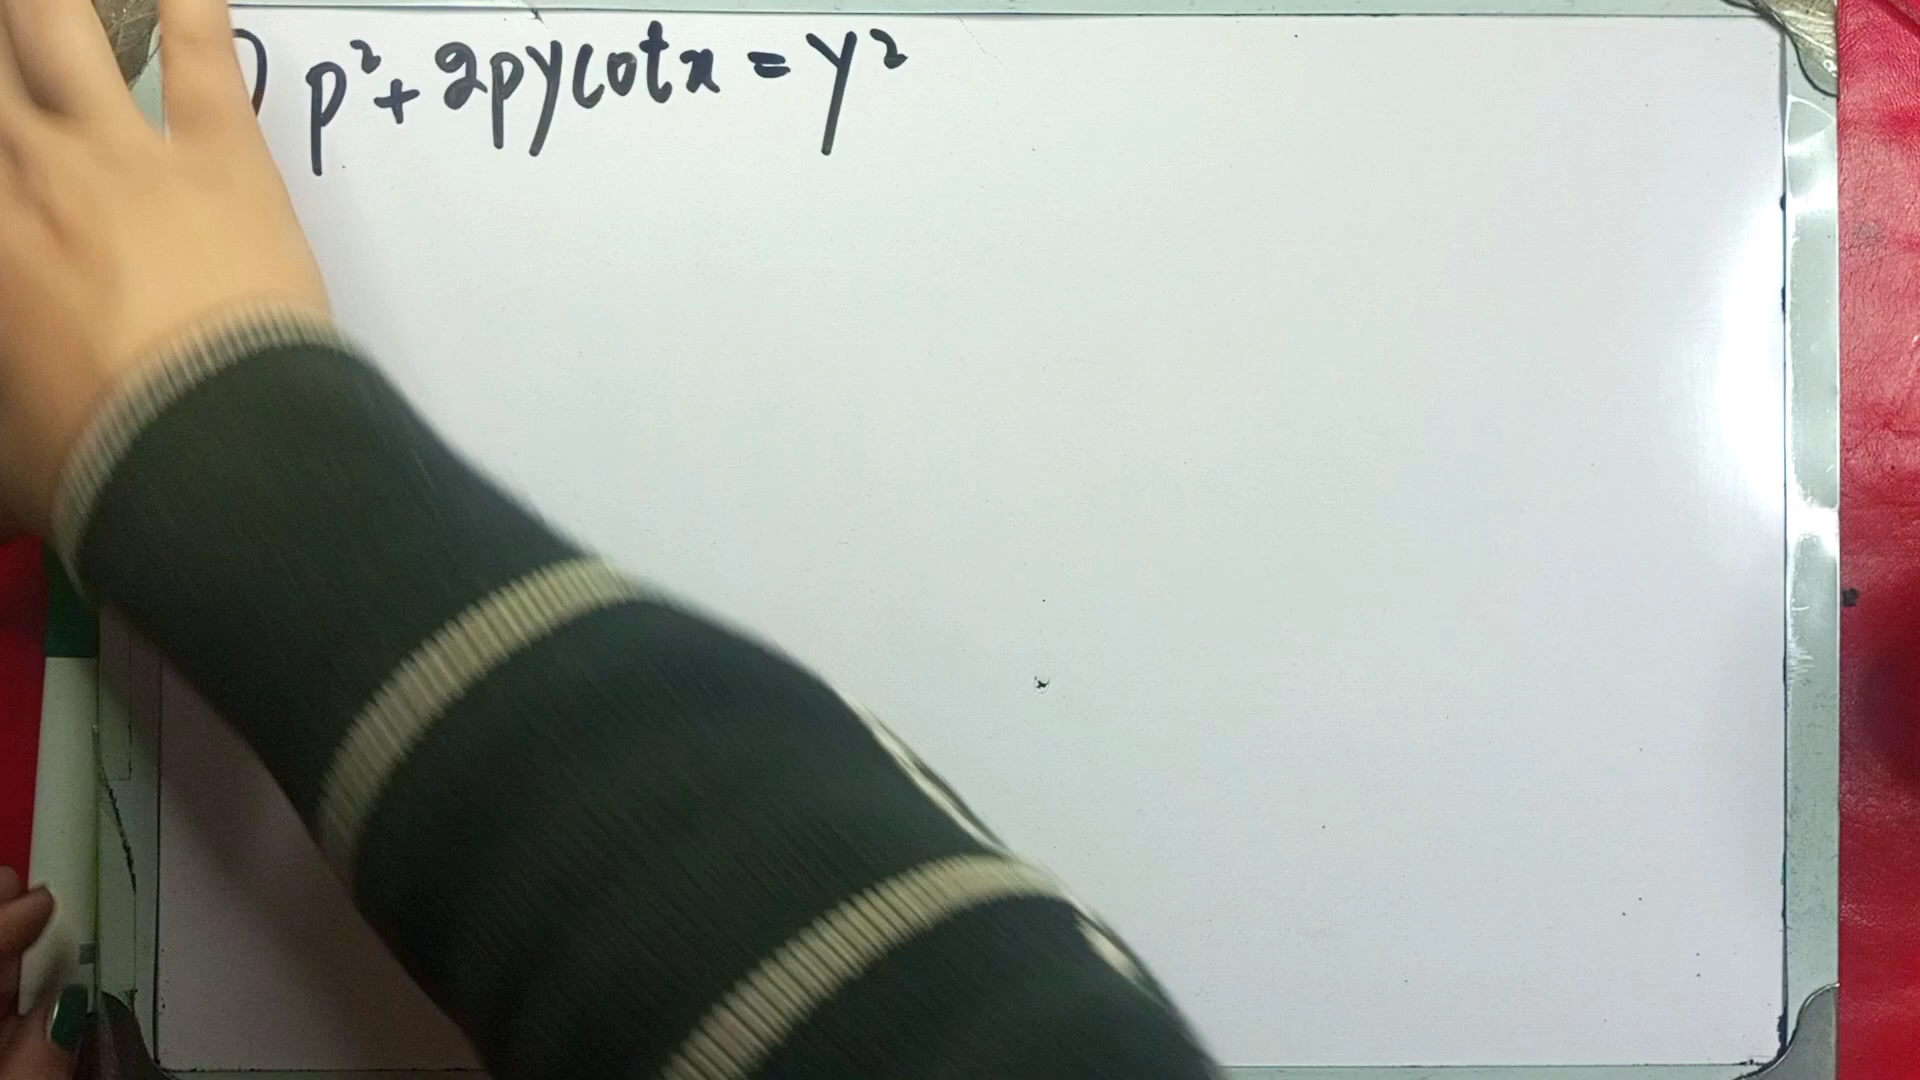 ) p²+2pycotx = y²